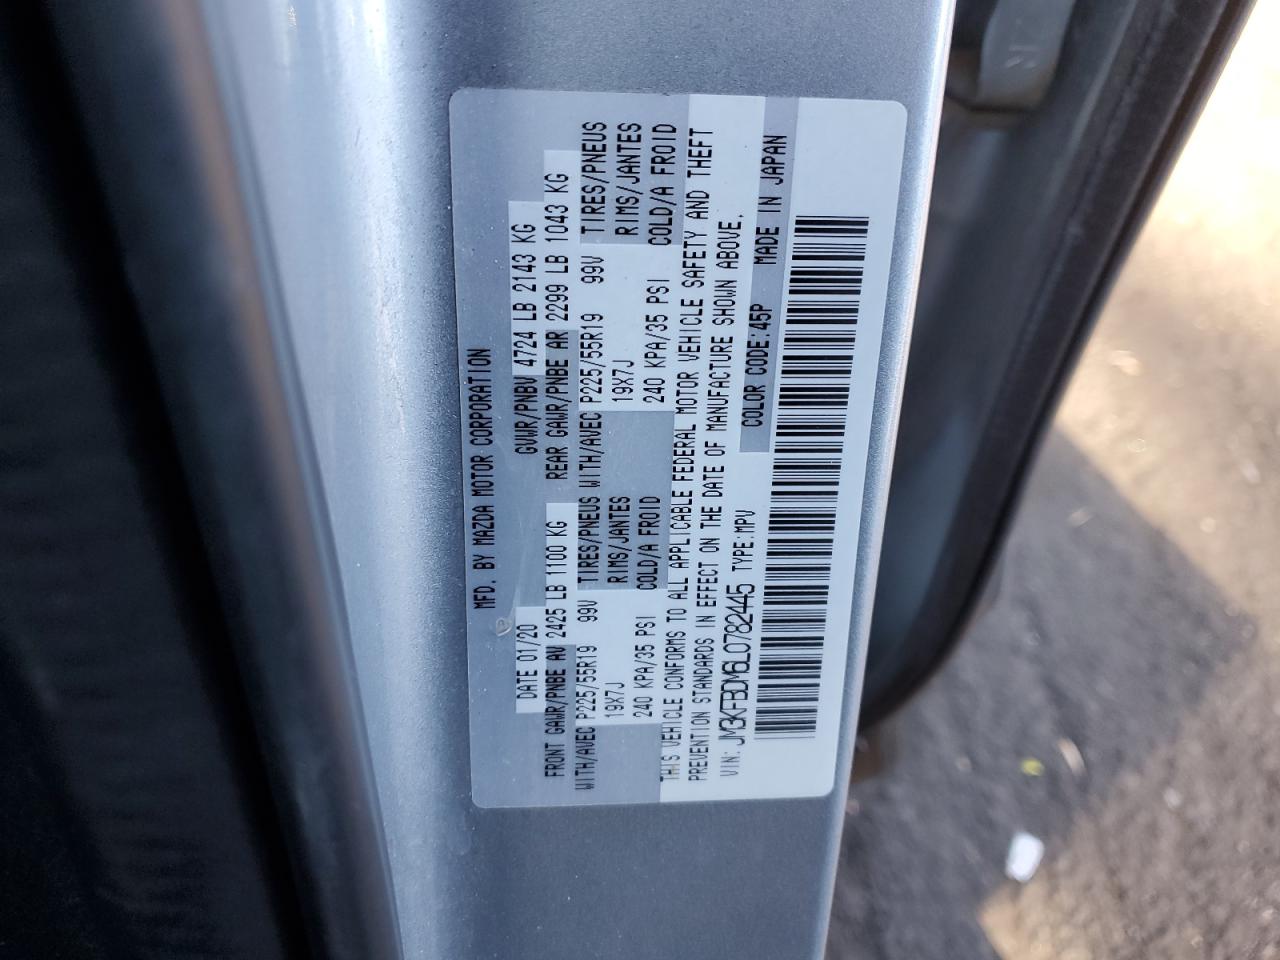 MFD. BY MAZDA MOTOR CORPORATION
DATE 01/20 GVWR/PNBV 4724 LB 2143 KG
FRONT GAWR/PNBE AV 2425 LB 1100 KG REAR GAWR/PNBE AR 2299 LB 1043 KG
WITH/AVEC P225/55R19 99V TIRES/PNEUS WITH/AVEC P225/55R19 99V TIRES/PNEUS
19X7J RIMS/JANTES 19X7J RIMS/JANTES
240 KPA/35 PSI COLD/A FROID 240 KPA/35 PSI COLD/A FROID
THIS VEHICLE CONFORMS TO ALL APPLICABLE FEDERAL MOTOR VEHICLE SAFETY AND THEFT
PREVENTION STANDARDS IN EFFECT ON THE DATE OF MANUFACTURE SHOWN ABOVE.
VIN: JM3KFBDM6L0782445 TYPE:MPV COLOR CODE:45P MADE IN JAPAN